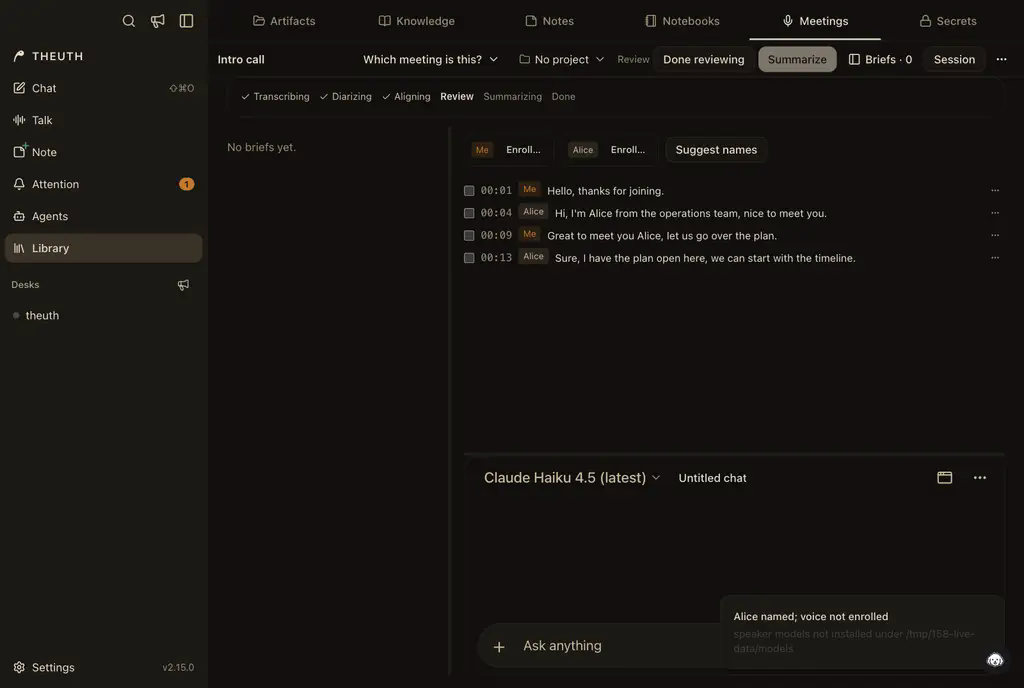 Artifacts
Knowledge
Notes
Notebooks
Meetings
Secrets
THEUTH
Chat ⇧⌘O
Talk
Note
Attention 1
Agents
Library
Desks
theuth
Settings v2.15.0
Intro call
Which meeting is this?
No project
Review
Done reviewing
Summarize
Briefs · 0
Session
Transcribing
Diarizing
Aligning
Review
Summarizing
Done
No briefs yet.
Me Enroll...
Alice Enroll...
Suggest names
00:01 Me Hello, thanks for joining.
00:04 Alice Hi, I'm Alice from the operations team, nice to meet you.
00:09 Me Great to meet you Alice, let us go over the plan.
00:13 Alice Sure, I have the plan open here, we can start with the timeline.
Claude Haiku 4.5 (latest)
Untitled chat
Ask anything
Alice named; voice not enrolled
speaker models not installed under /tmp/158-live-
data/models